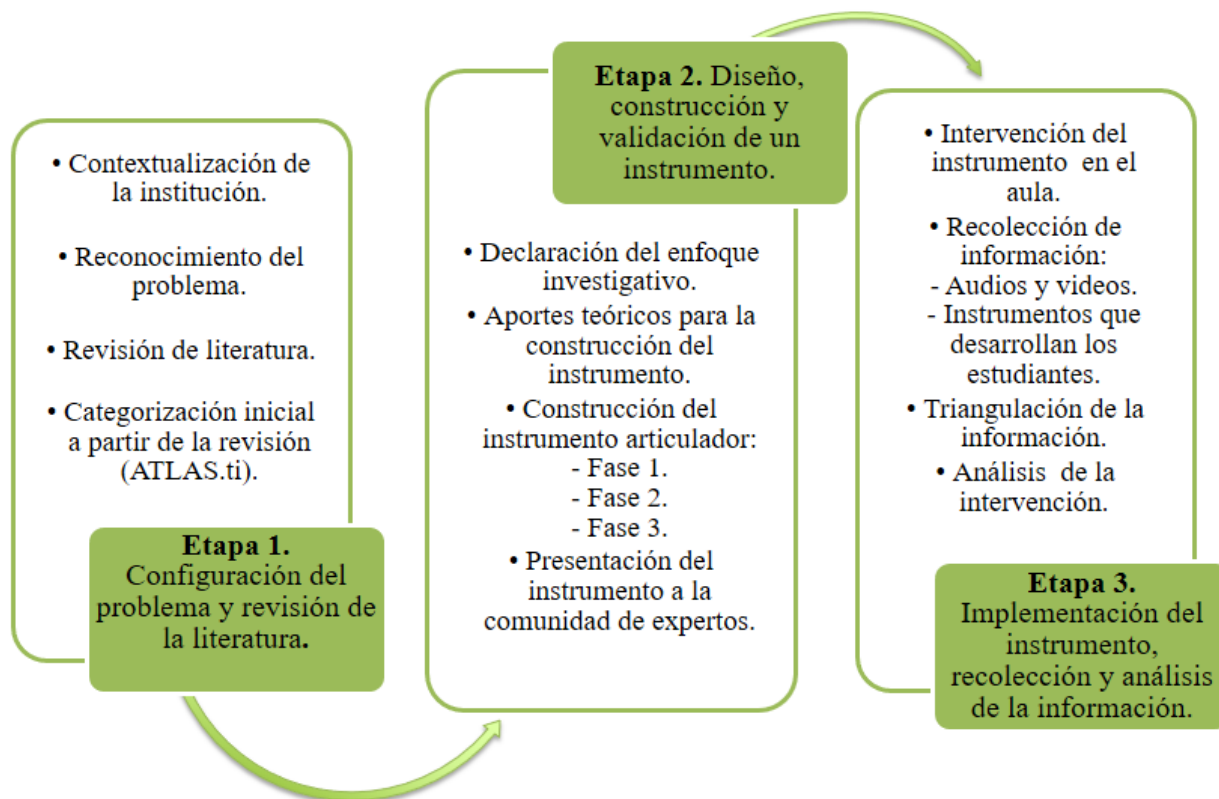 • Contextualización de
la institución.
• Reconocimiento del
problema.
• Revisión de literatura.
• Categorización inicial
a partir de la revisión
(ATLAS.ti).
Etapa 1.
Configuración del
problema y revisión de
la literatura.
Etapa 2. Diseño,
construcción y
validación de un
instrumento.
• Declaración del enfoque
investigativo.
• Aportes teóricos para la
construcción del
instrumento.
• Construcción del
instrumento articulador:
- Fase 1.
- Fase 2.
- Fase 3.
• Presentación del
instrumento a la
comunidad de expertos.
• Intervención del
instrumento en el
aula.
• Recolección de
información:
- Audios y videos.
- Instrumentos que
desarrollan los
estudiantes.
• Triangulación de la
información.
• Análisis de la
intervención.
Etapa 3.
Implementación del
instrumento,
recolección y análisis
de la información.